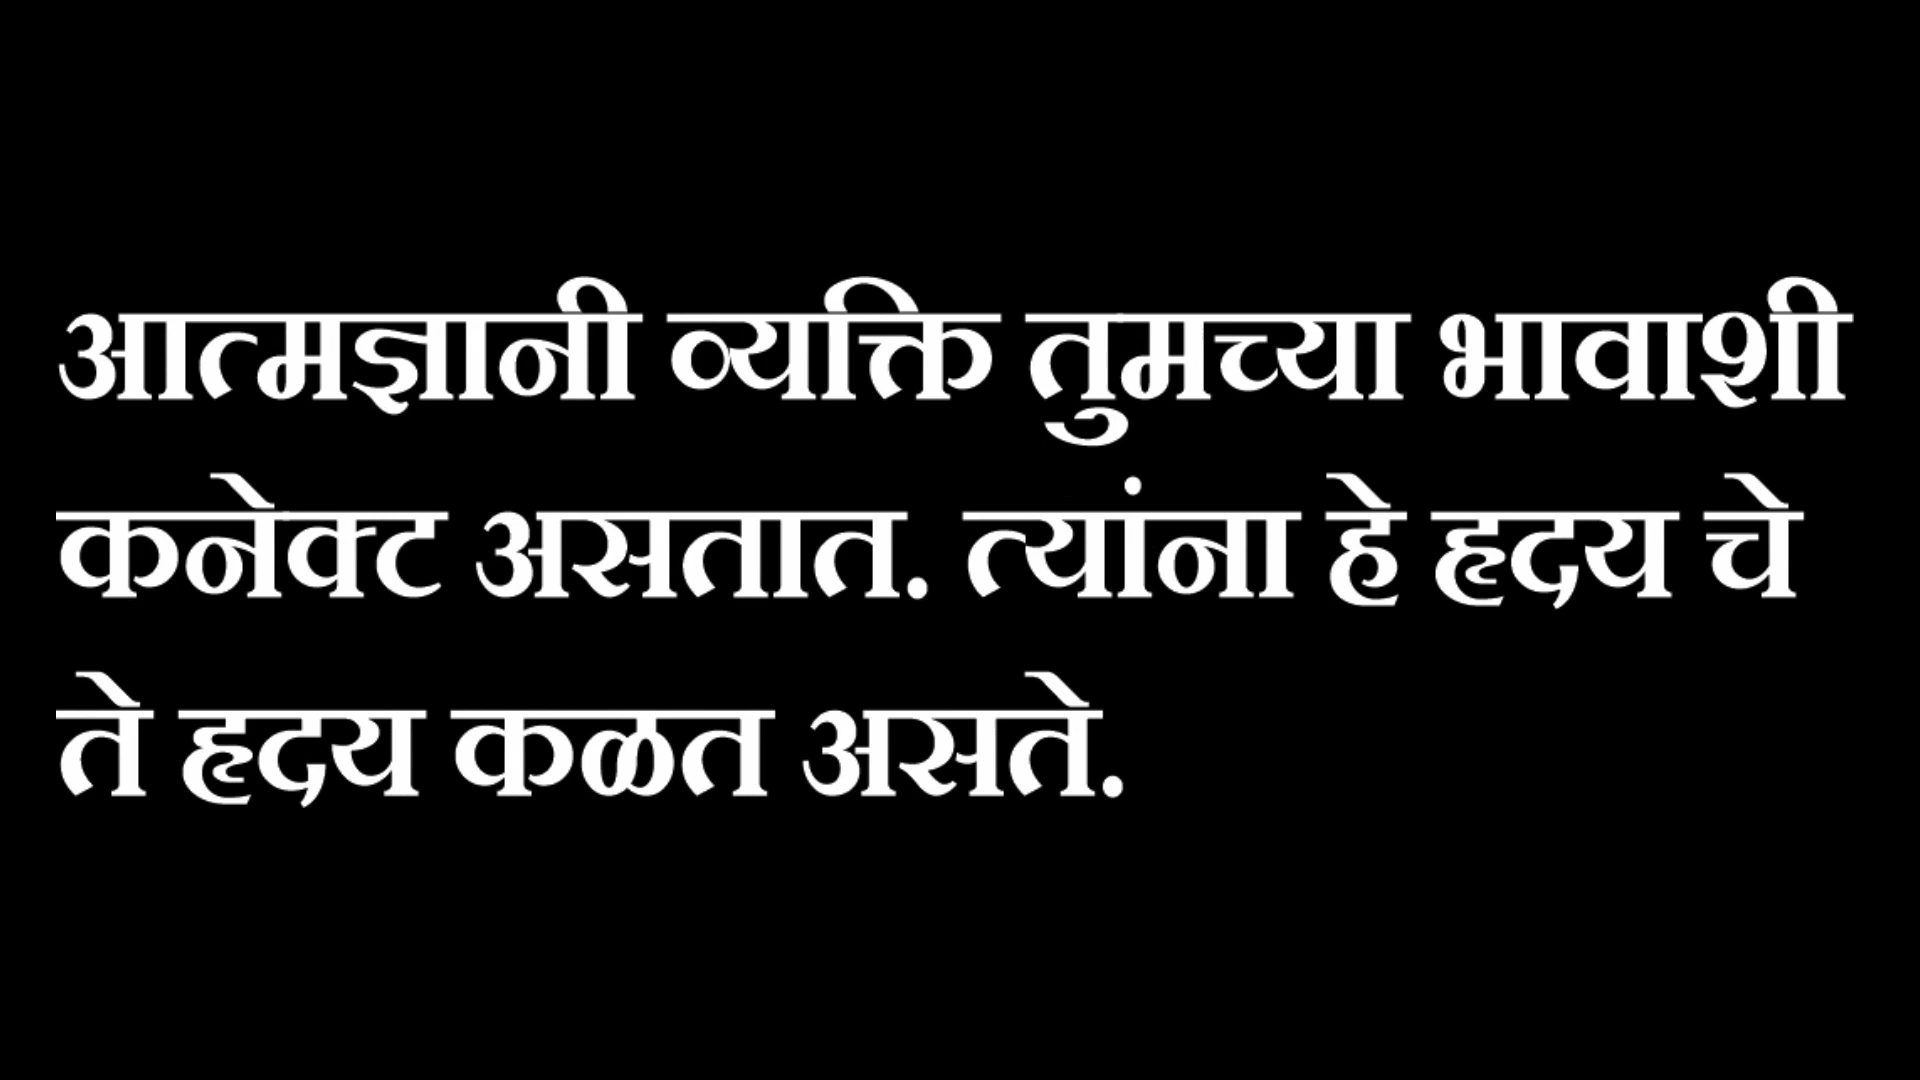 आत्मज्ञानी व्यक्ति तुमच्या भावाशी
कनेक्ट असतात. त्यांना हे हृदय चे
ते हृदय कळत असते.